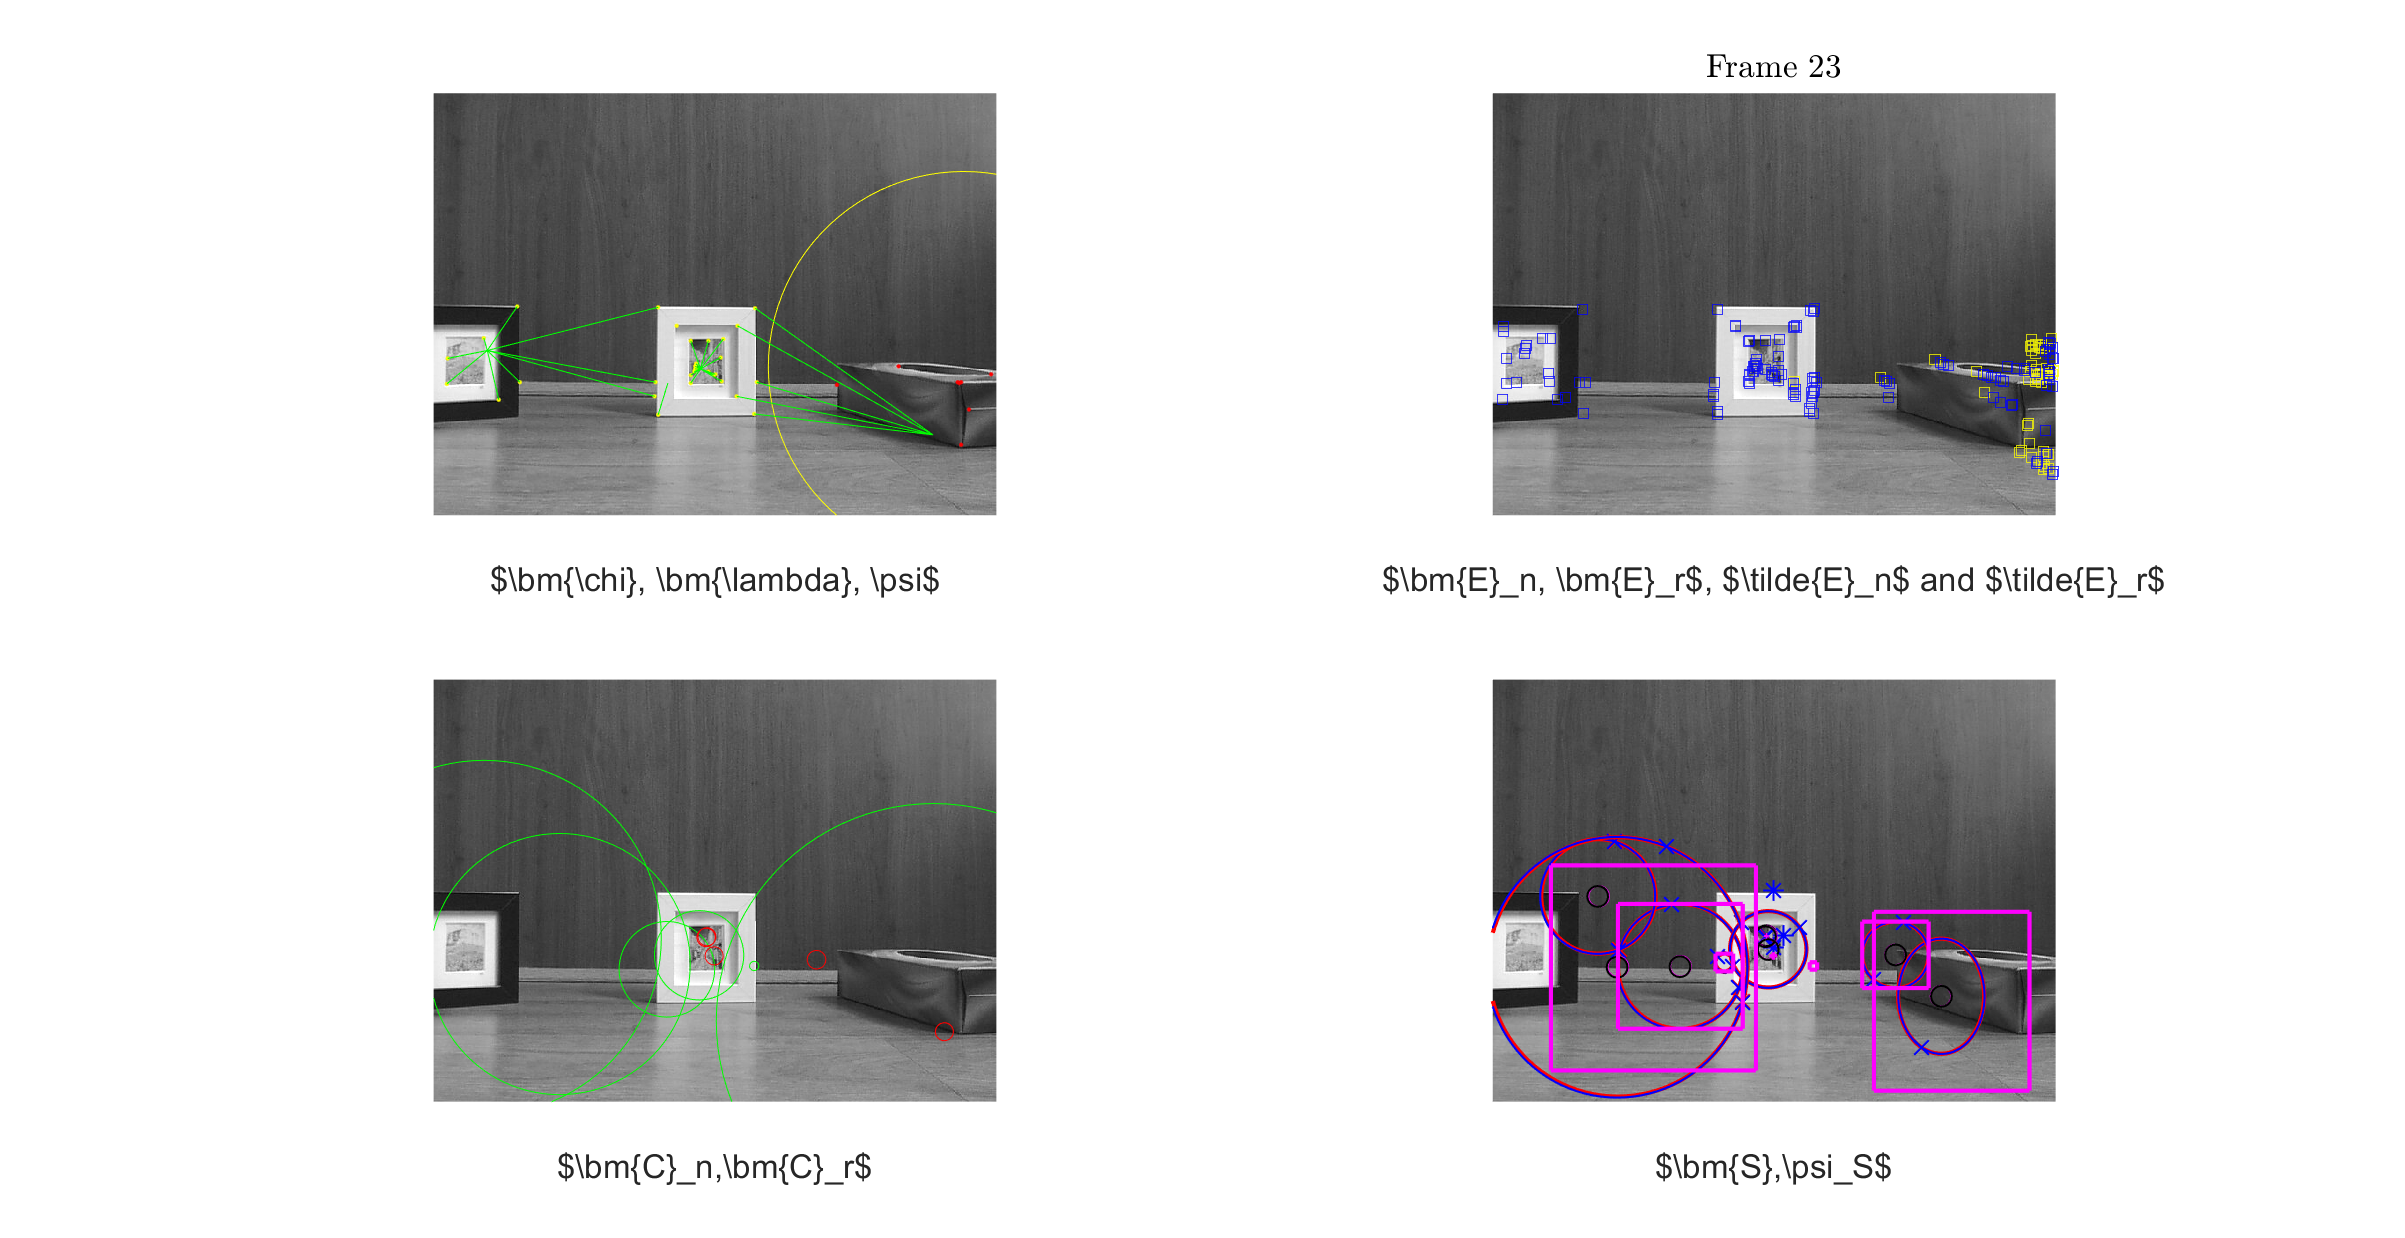 Frame 23
$\bm{\chi}, \bm{\lambda}, \psi$
$\bm{E}_n, \bm{E}_r$, $\tilde{E}_n$ and $\tilde{E}_r$
$\bm{C}_n,\bm{C}_r$
$\bm{S},\psi_S$